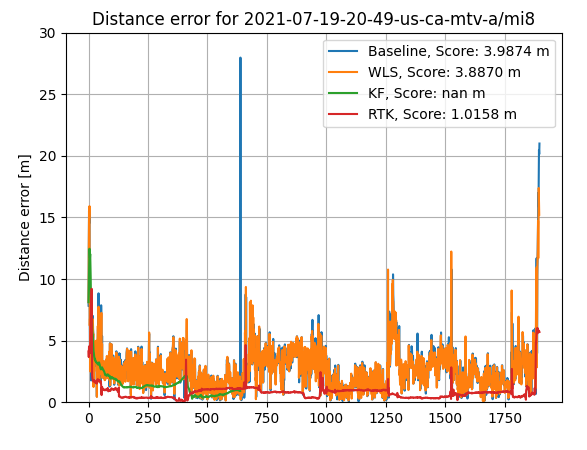 Distance error for 2021-07-19-20-49-us-ca-mtv-a/mi8
Baseline, Score: 3.9874 m
WLS, Score: 3.8870 m
KF, Score: nan m
RTK, Score: 1.0158 m
Distance error [m]
30
25
20
15
10
5
0
0 250 500 750 1000 1250 1500 1750